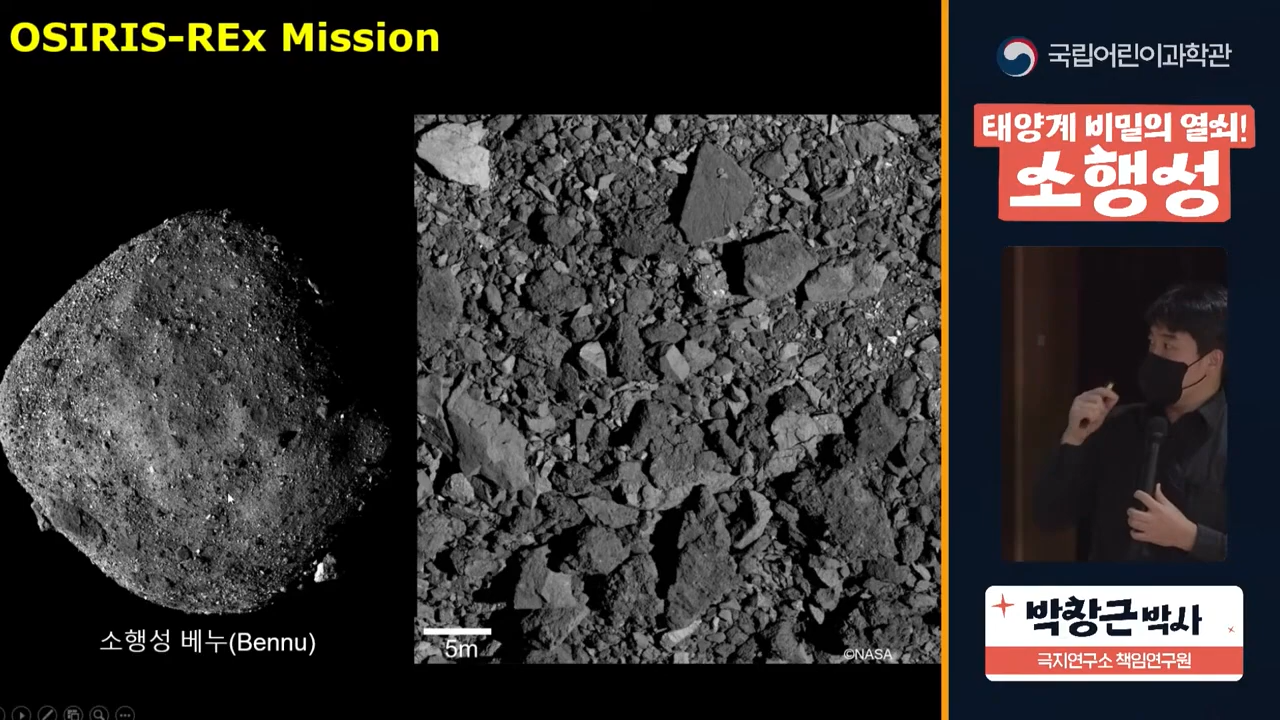 OSIRIS-REx Mission
소행성 베누(Bennu)
5m
©NASA
국립어린이과학관
태양계 비밀의 열쇠!
소행성
박창근 박사
극지연구소 책임연구원